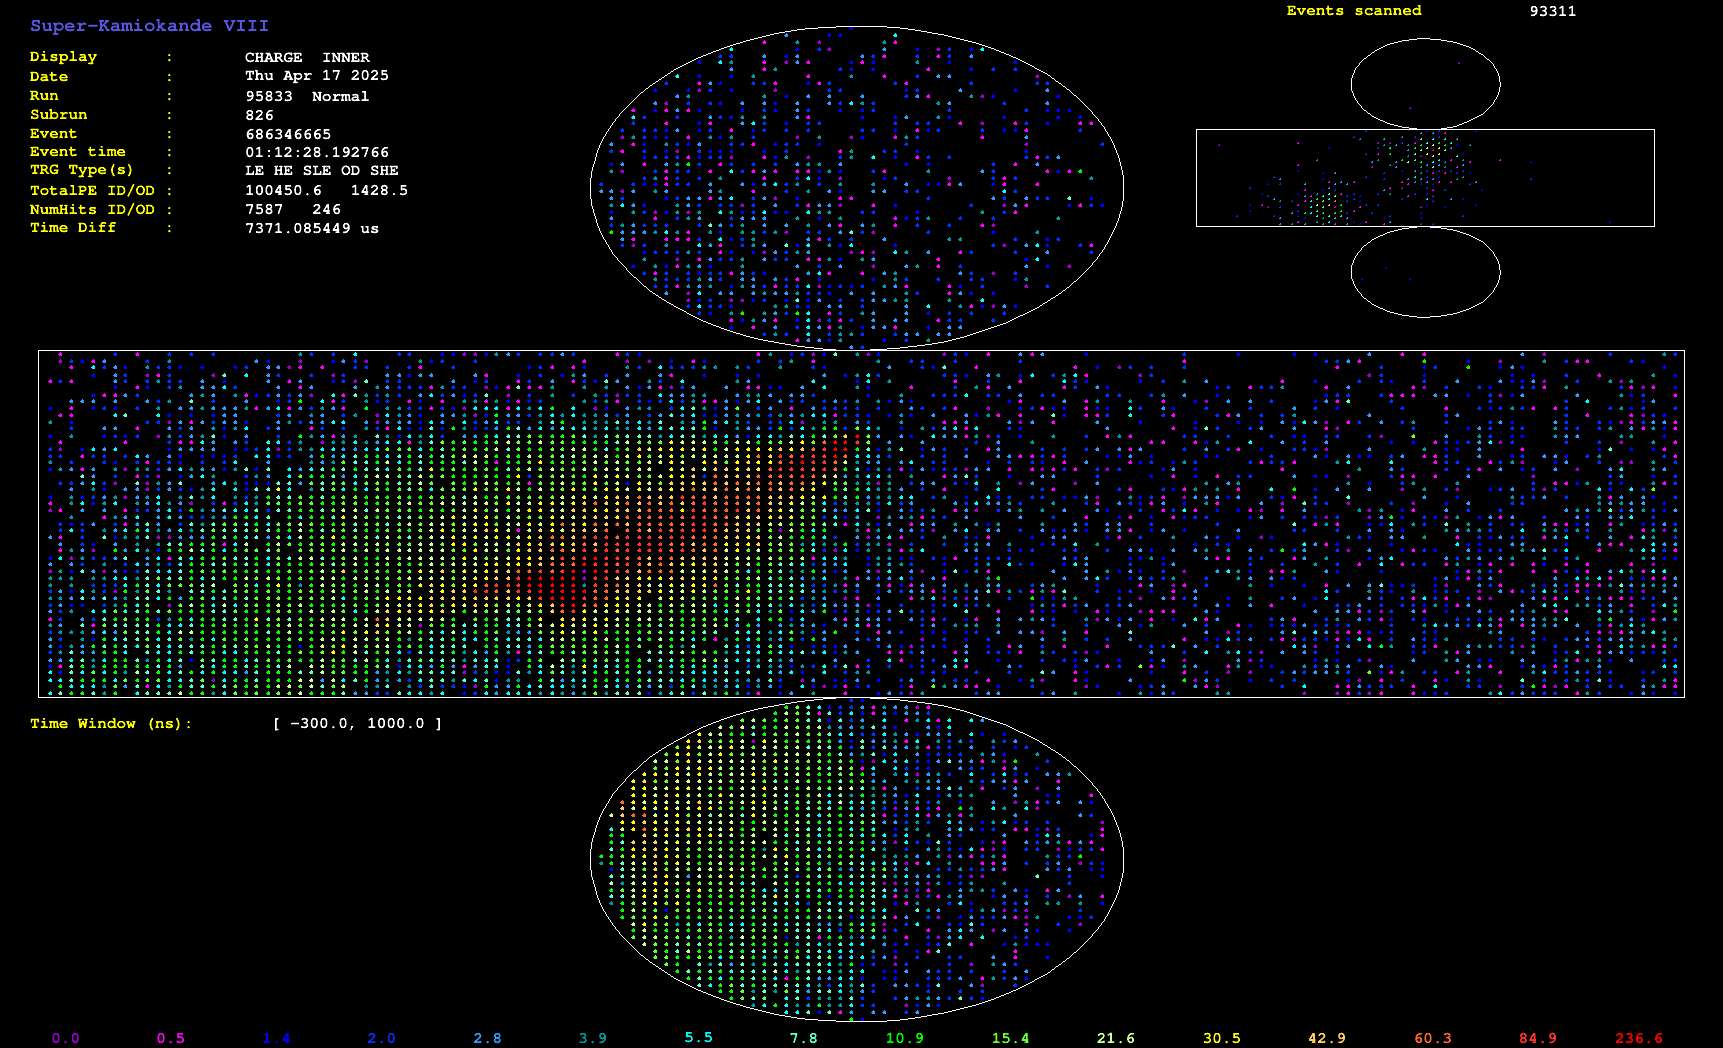 Super-Kamiokande VIII
Events scanned 93311
Display : CHARGE INNER
Date : Thu Apr 17 2025
Run : 95833 Normal
Subrun : 826
Event : 686346665
Event time : 01:12:28.192766
TRG Type(s) : LE HE SLE OD SHE
TotalPE ID/OD : 100450.6 1428.5
NumHits ID/OD : 7587 246
Time Diff : 7371.085449 us
Time Window (ns): [ -300.0, 1000.0 ]
0.0 0.5 1.4 2.0 2.8 3.9 5.5 7.8 10.9 15.4 21.6 30.5 42.9 60.3 84.9 236.6